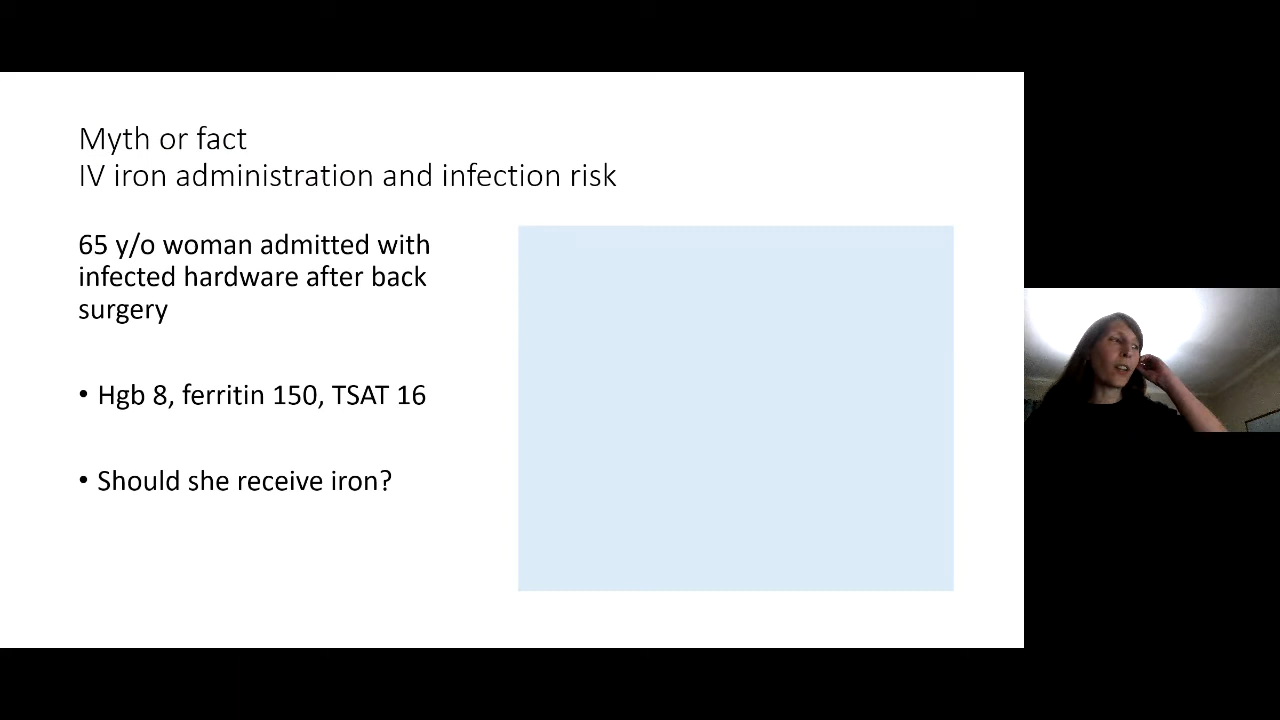 Myth or fact
IV iron administration and infection risk
65 y/o woman admitted with
infected hardware after back
surgery
• Hgb 8, ferritin 150, TSAT 16
• Should she receive iron?